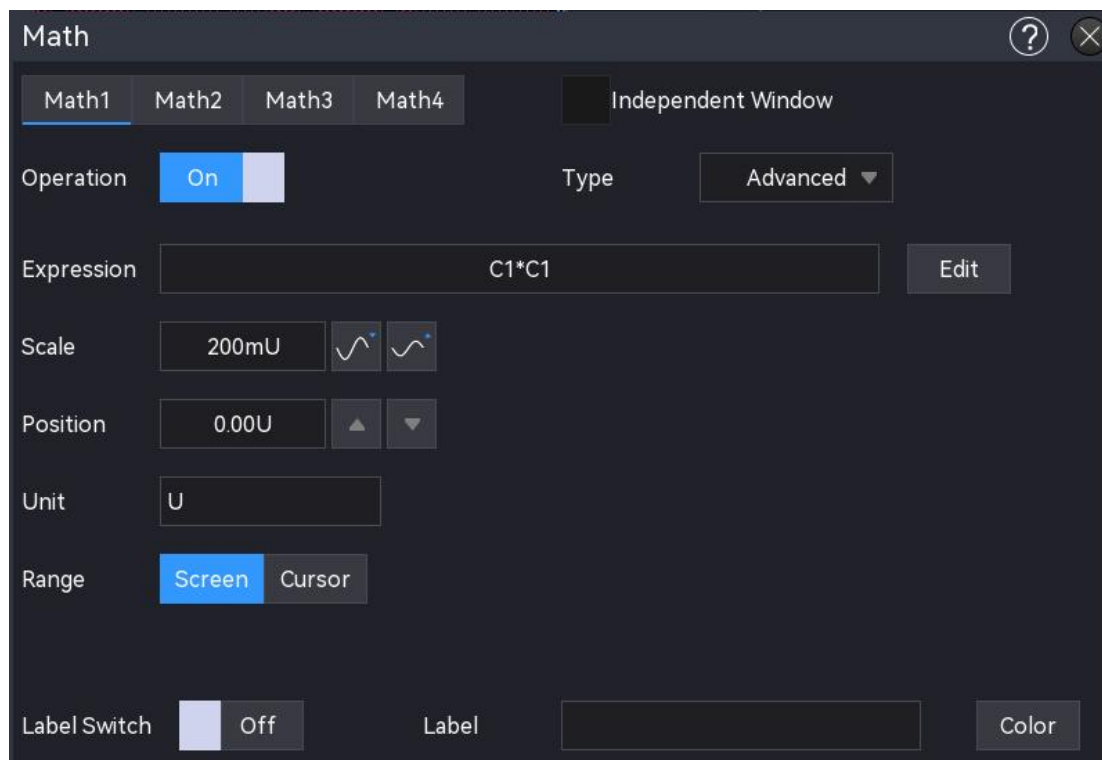 Math ?
Math1 Math2 Math3 Math4 Independent Window
Operation On Type Advanced
Expression C1*C1 Edit
Scale 200mU
Position 0.00U
Unit U
Range Screen Cursor
Label Switch Off Label Color